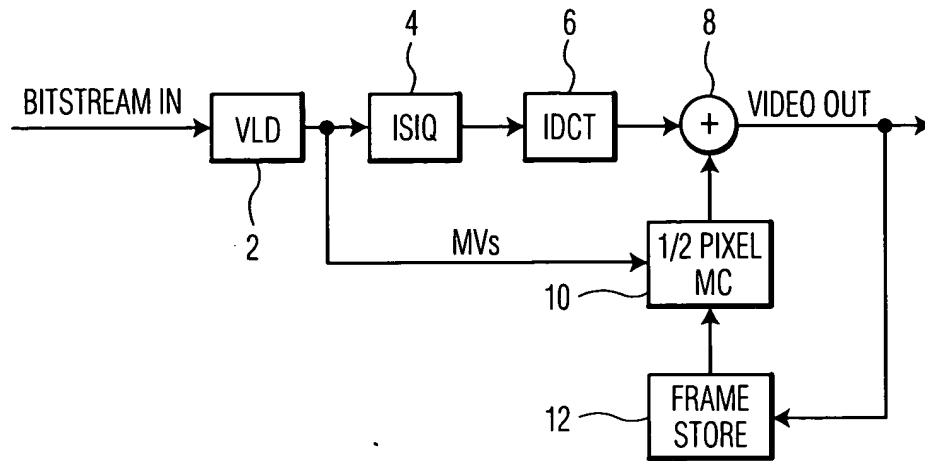 4
6
8
BITSTREAM IN
VLD
ISIQ
IDCT
+
VIDEO OUT
2
MVs
1/2 PIXEL
MC
10
12
FRAME
STORE